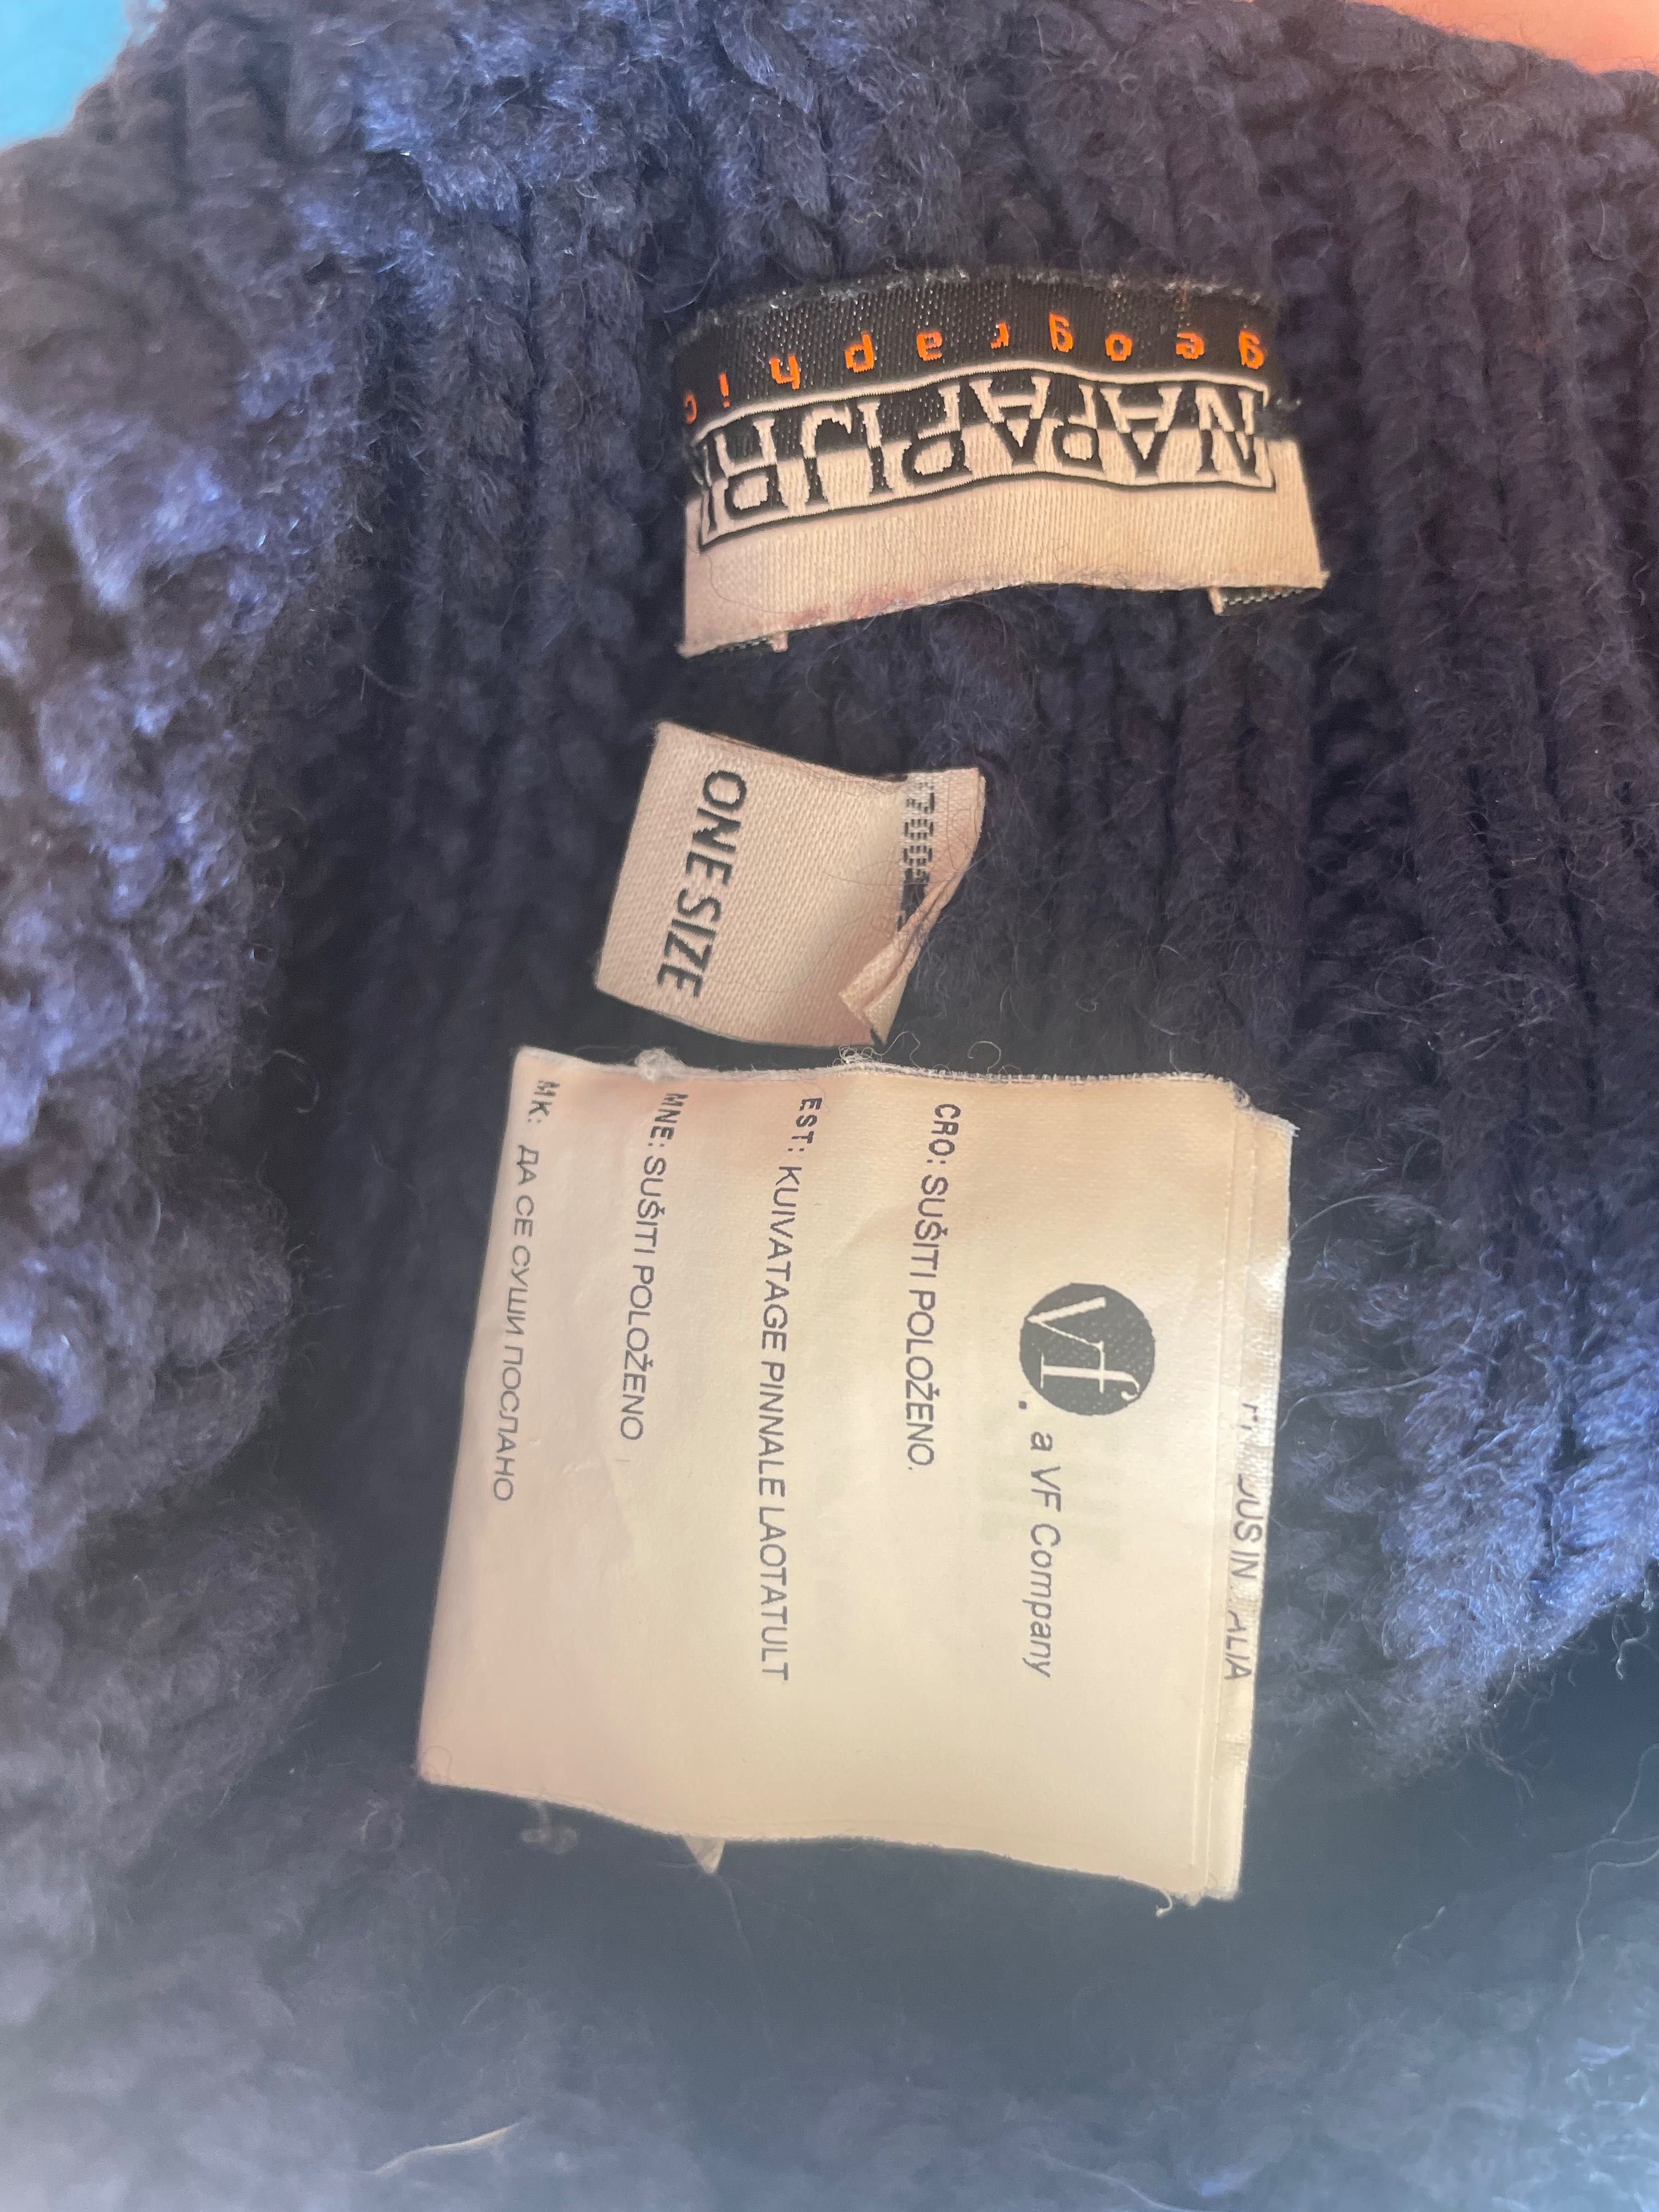 NAPAPIJRI
geographic
ONE SIZE
a VF Company
vf
CRO: SUŠITI POLOŽENO.
EST: KUIVATAGE PINNALE LAOTATULT
MNE: SUŠITI POLOŽENO
MK: ДА СЕ СУШИ ПОСЛАНО